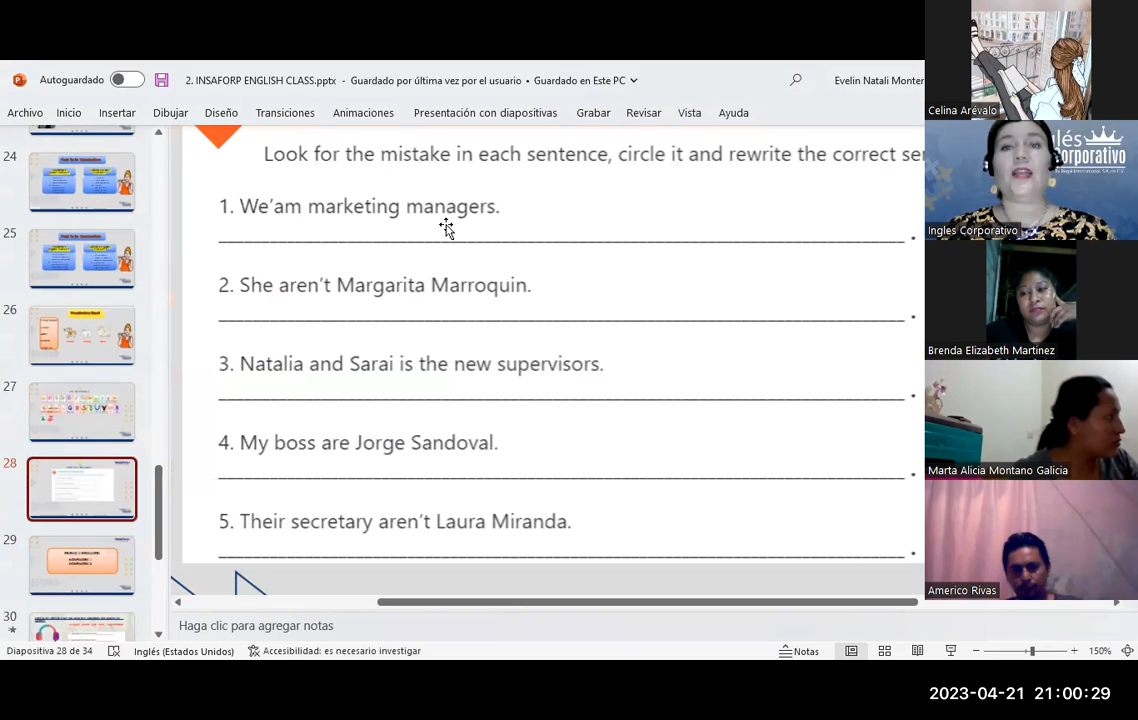 Autoguardado
2. INSAFORP ENGLISH CLASS.pptx - Guardado por última vez por el usuario • Guardado en Este PC
Evelin Natali Monter
Archivo Inicio Insertar Dibujar Diseño Transiciones Animaciones Presentación con diapositivas Grabar Revisar Vista Ayuda
24
25
26
27
28
29
30
Look for the mistake in each sentence, circle it and rewrite the correct ser
1. We'am marketing managers.
2. She aren't Margarita Marroquin.
3. Natalia and Sarai is the new supervisors.
4. My boss are Jorge Sandoval.
5. Their secretary aren't Laura Miranda.
Haga clic para agregar notas
Diapositiva 28 de 34 Inglés (Estados Unidos) Accesibilidad: es necesario investigar Notas 150%
Celina Arévalo
lés
orporativo
Ingles Corporativo
Brenda Elizabeth Martinez
Marta Alicia Montano Galicia
Americo Rivas
2023-04-21 21:00:29